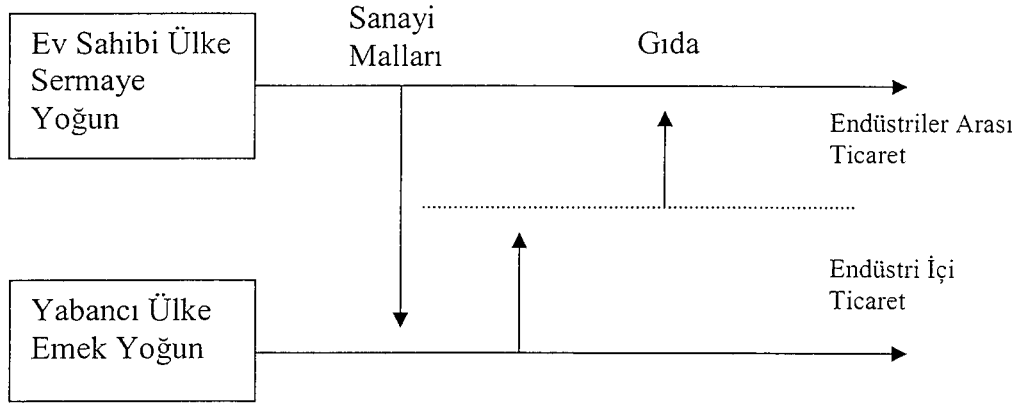 Ev Sahibi Ülke
Sermaye
Yoğun
Sanayi
Malları
Gıda
Endüstriler Arası
Ticaret
Endüstri İçi
Ticaret
Yabancı Ülke
Emek Yoğun